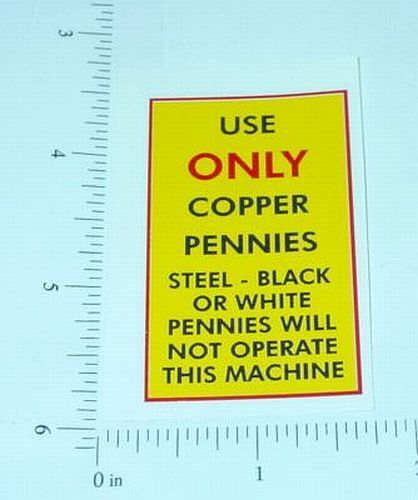 USE
ONLY
COPPER
PENNIES
STEEL - BLACK
OR WHITE
PENNIES WILL
NOT OPERATE
THIS MACHINE
3
4
5
6
0 in
1
2